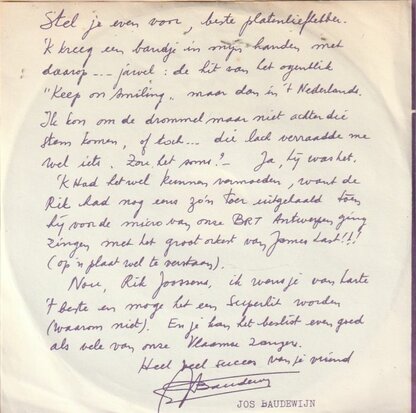 Stel je even voor, beste platenliefhebber.
'K kreeg een bandje in mijn handen met
daarop --- jawel : de hit van het ogenblik
"Keep on Smiling" maar dan in 't Nederlands.
Ik kon om de drommel maar niet achter die
stem komen, of toch... die lach verraadde me
wel iets. Zou het soms? - Ja, hij was het.
'K Had het wel kunnen vermoeden, want de
Rik had nog eens zo'n toer uitgehaald toen
hij voor de micro van onze BRT Antwerpen ging
zingen met het groot orkest van James Last!!!
(op 'n plaat wel te verstaan).
Nou, Rik Joossens, ik wens je van harte
't beste en moge het een Superhit worden
(waarom niet). En je kan het beslist even goed
als vele van onze Vlaamse zangers.
Heel veel succes van je vriend
J Baudewijn
JOS BAUDEWIJN